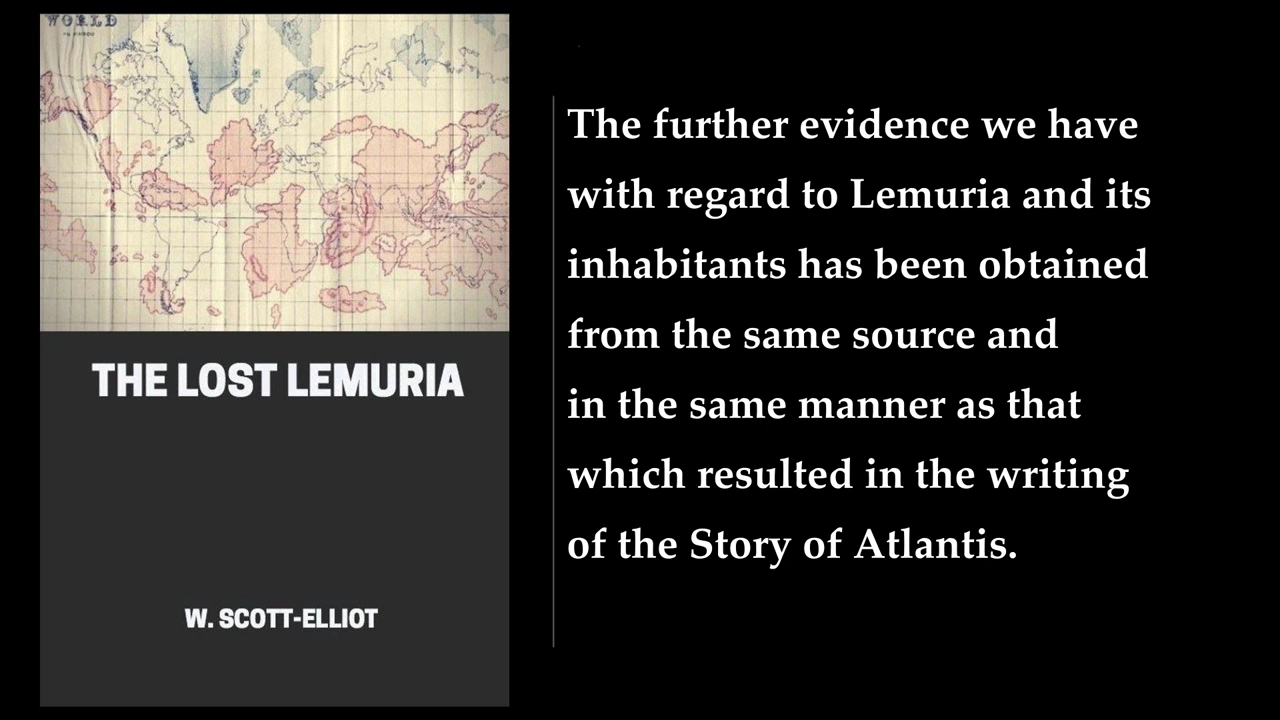 WORLD
THE LOST LEMURIA
W. SCOTT-ELLIOT
The further evidence we have
with regard to Lemuria and its
inhabitants has been obtained
from the same source and
in the same manner as that
which resulted in the writing
of the Story of Atlantis.